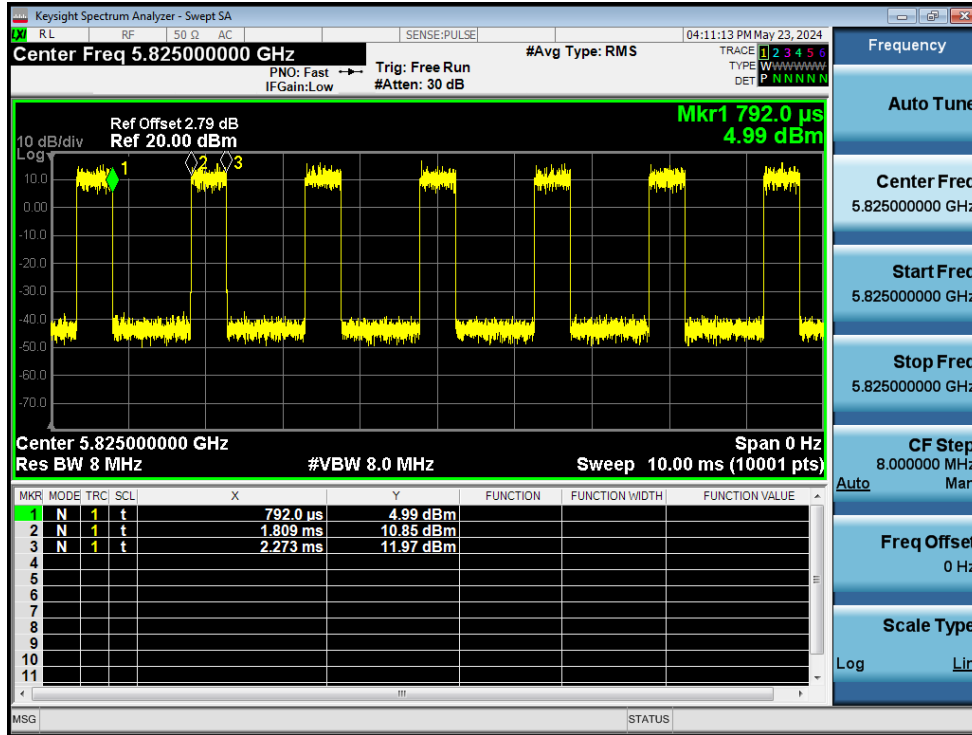 Keysight Spectrum Analyzer - Swept SA
LXI RL RF 50 Ω AC SENSE:PULSE 04:11:13 PM May 23, 2024
Center Freq 5.825000000 GHz #Avg Type: RMS TRACE 1 2 3 4 5 6
PNO: Fast Trig: Free Run TYPE WWWWWW
IFGain:Low #Atten: 30 dB DET P N N N N N
Frequency
Mkr1 792.0 µs
4.99 dBm
Ref Offset 2.79 dB
10 dB/div Ref 20.00 dBm
Log
1 2 3
10.0
0.00
-10.0
-20.0
-30.0
-40.0
-50.0
-60.0
-70.0
Center 5.825000000 GHz Span 0 Hz
Res BW 8 MHz #VBW 8.0 MHz Sweep 10.00 ms (10001 pts)
MKR MODE TRC SCL X Y FUNCTION FUNCTION WIDTH FUNCTION VALUE
1 N 1 t 792.0 µs 4.99 dBm
2 N 1 t 1.809 ms 10.85 dBm
3 N 1 t 2.273 ms 11.97 dBm
4
5
6
7
8
9
10
11
MSG STATUS
Auto Tune
Center Freq
5.825000000 GHz
Start Freq
5.825000000 GHz
Stop Freq
5.825000000 GHz
CF Step
8.000000 MHz
Auto Man
Freq Offset
0 Hz
Scale Type
Log Lin